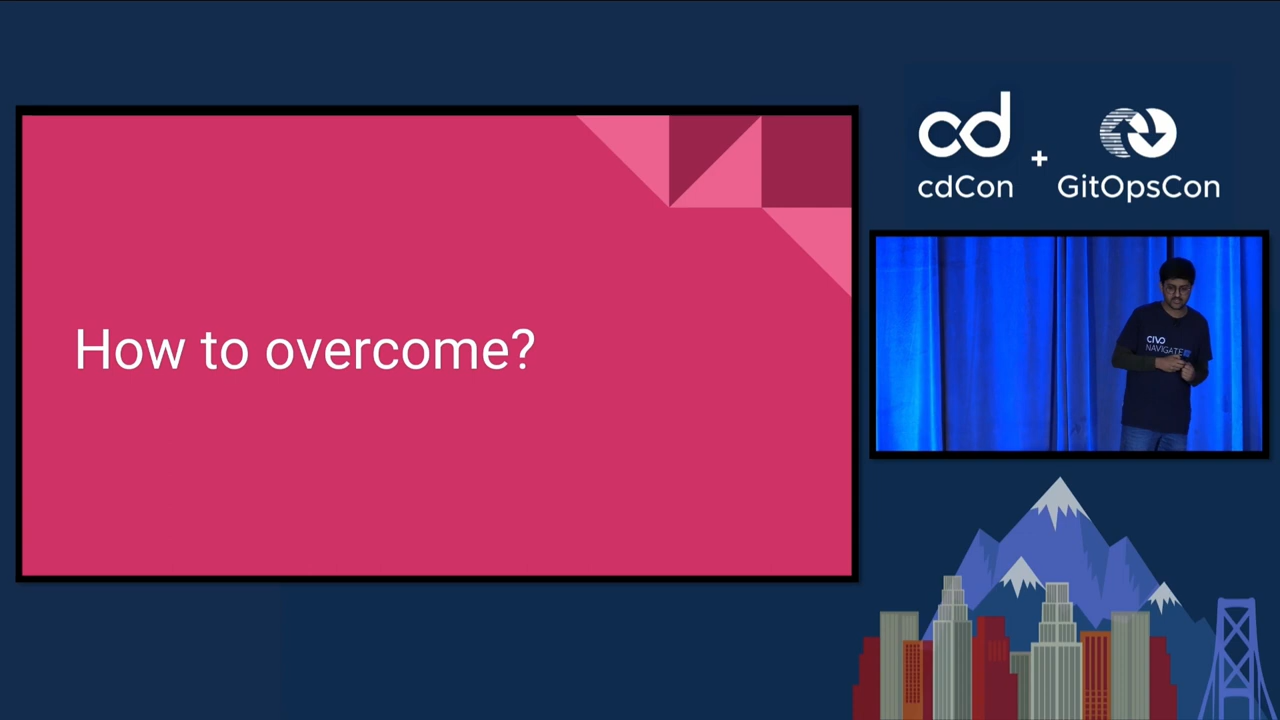 How to overcome?
cd
+
cdCon
GitOpsCon
CIVO
NAVIGATE